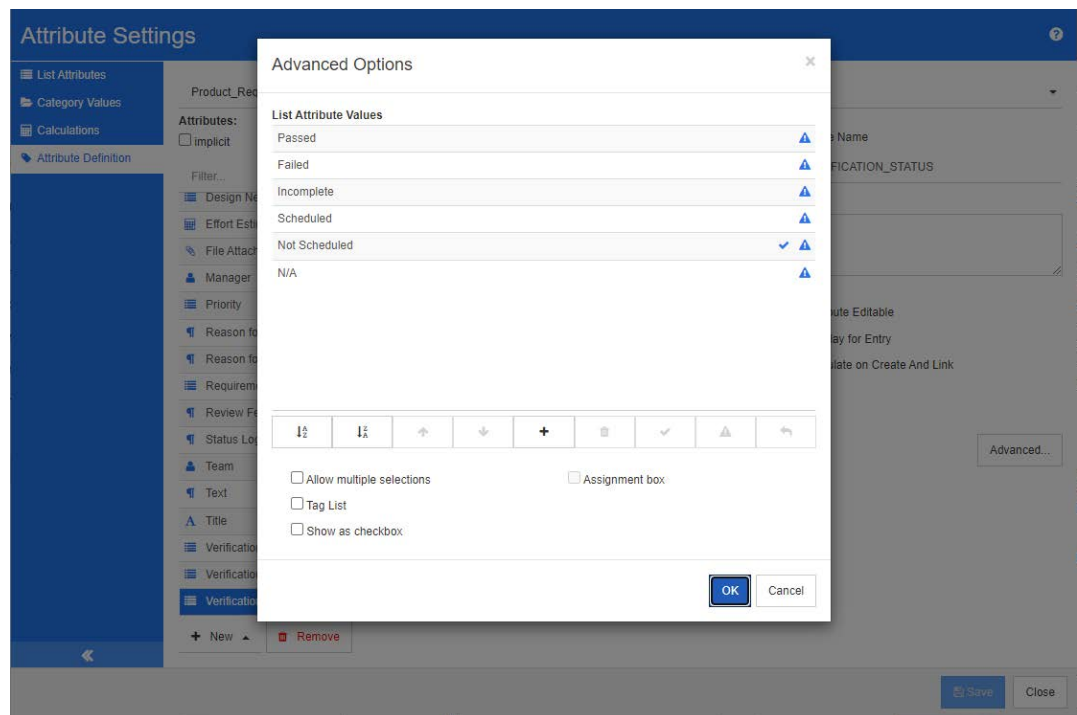 Attribute Settings
List Attributes
Category Values
Calculations
Attribute Definition
Product_Req
Attributes:
implicit
Filter...
Design Ne
Effort Esti
File Attach
Manager
Priority
Reason fo
Reason fo
Requirem
Review Fe
Status Log
Team
Text
Title
Verification
Verification
Verification
New
Remove
Advanced Options
List Attribute Values
Passed
Failed
Incomplete
Scheduled
Not Scheduled
N/A
Allow multiple selections
Assignment box
Tag List
Show as checkbox
OK
Cancel
Name
FICATION_STATUS
ute Editable
lay for Entry
late on Create And Link
Advanced...
Save
Close